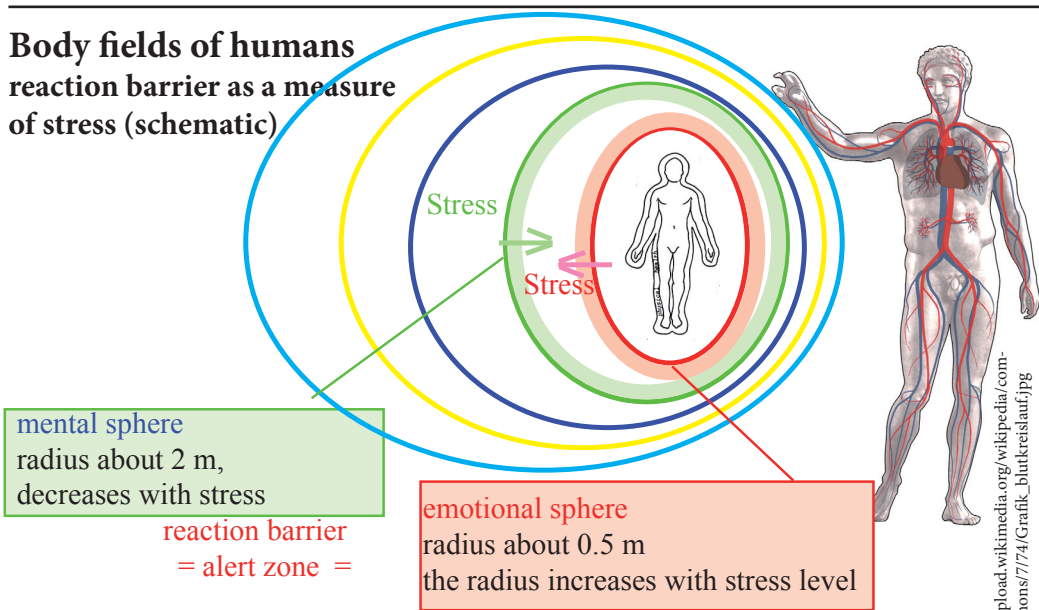 Body fields of humans
reaction barrier as a measure
of stress (schematic)
Stress
Stress
mental sphere
radius about 2 m,
decreases with stress
reaction barrier
= alert zone =
emotional sphere
radius about 0.5 m
the radius increases with stress level
pload.wikimedia.org/wikipedia/com-
ions/7/74/Grafik_blutkreislauf.jpg